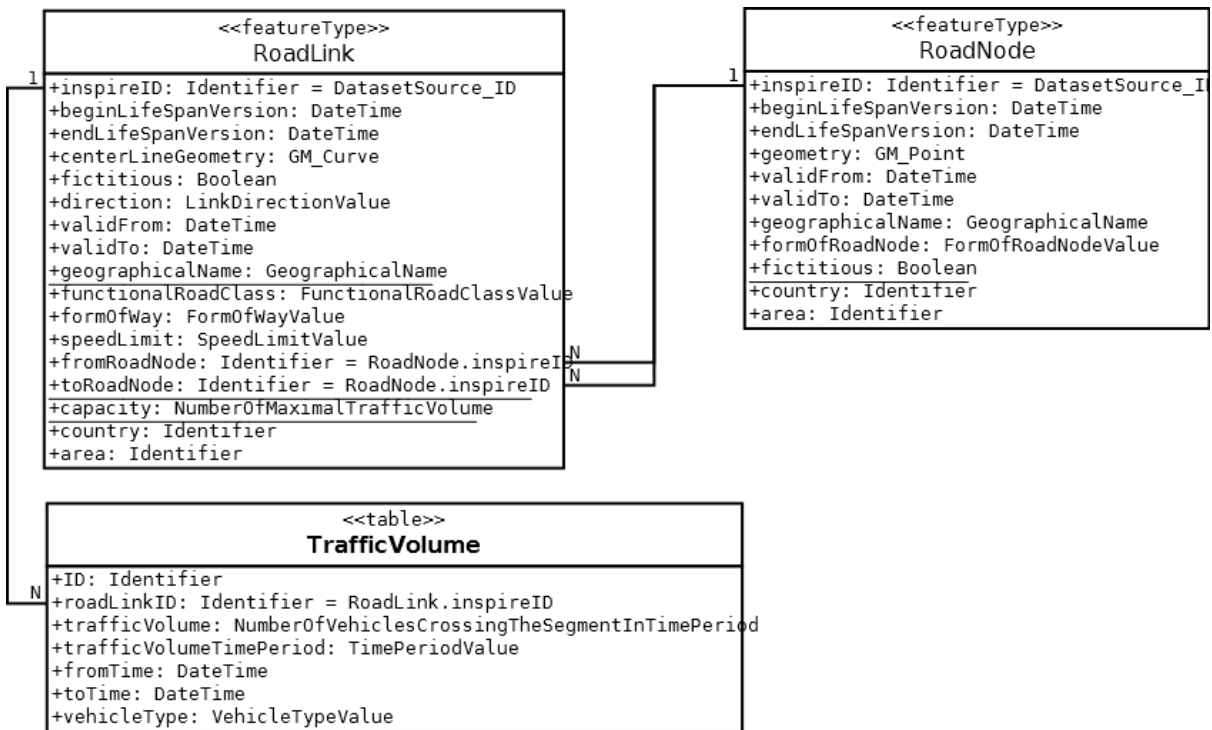 <<featureType>>
RoadLink
1
+inspireID: Identifier = DatasetSource_ID
+beginLifeSpanVersion: DateTime
+endLifeSpanVersion: DateTime
+centerLineGeometry: GM_Curve
+fictitious: Boolean
+direction: LinkDirectionValue
+validFrom: DateTime
+validTo: DateTime
+geographicalName: GeographicalName
+functionalRoadClass: FunctionalRoadClassValue
+formOfWay: FormOfWayValue
+speedLimit: SpeedLimitValue
+fromRoadNode: Identifier = RoadNode.inspireID
N
+toRoadNode: Identifier = RoadNode.inspireID
N
+capacity: NumberOfMaximalTrafficVolume
+country: Identifier
+area: Identifier
<<featureType>>
RoadNode
1
+inspireID: Identifier = DatasetSource_ID
+beginLifeSpanVersion: DateTime
+endLifeSpanVersion: DateTime
+geometry: GM_Point
+validFrom: DateTime
+validTo: DateTime
+geographicalName: GeographicalName
+formOfRoadNode: FormOfRoadNodeValue
+fictitious: Boolean
+country: Identifier
+area: Identifier
<<table>>
TrafficVolume
+ID: Identifier
N
+roadLinkID: Identifier = RoadLink.inspireID
+trafficVolume: NumberOfVehiclesCrossingTheSegmentInTimePeriod
+trafficVolumeTimePeriod: TimePeriodValue
+fromTime: DateTime
+toTime: DateTime
+vehicleType: VehicleTypeValue